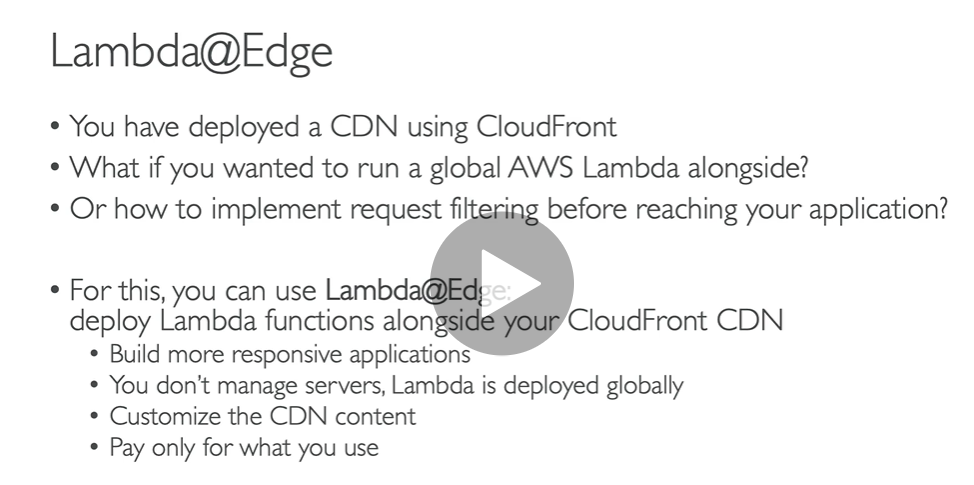 Lambda@Edge
• You have deployed a CDN using CloudFront
• What if you wanted to run a global AWS Lambda alongside?
• Or how to implement request filtering before reaching your application?
• For this, you can use Lambda@Edge:
deploy Lambda functions alongside your CloudFront CDN
• Build more responsive applications
• You don't manage servers, Lambda is deployed globally
• Customize the CDN content
• Pay only for what you use